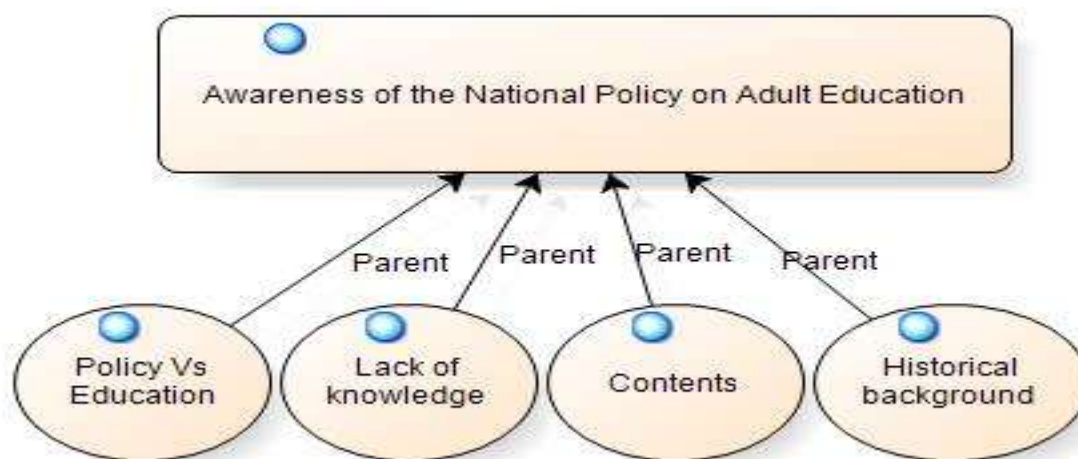 Awareness of the National Policy on Adult Education
Parent
Parent
Parent
Parent
Policy Vs
Education
Lack of
knowledge
Contents
Historical
background